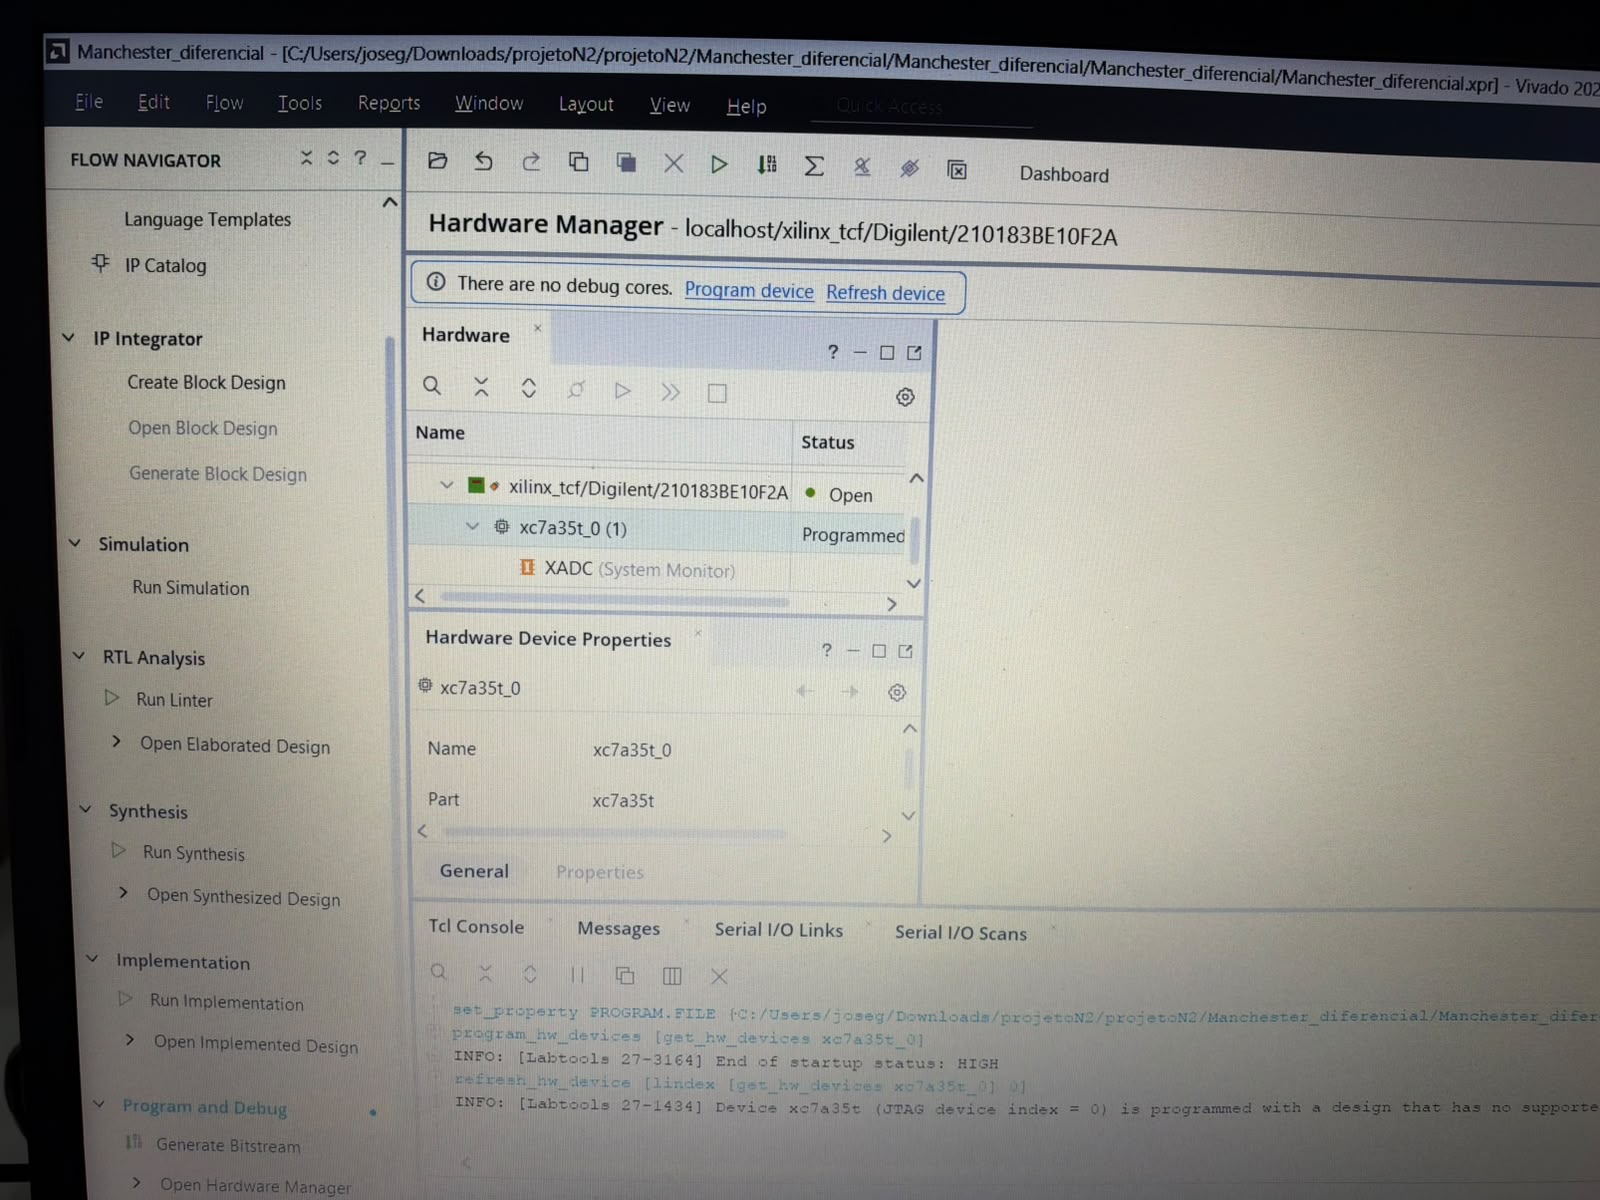 Manchester_diferencial - [C:/Users/joseg/Downloads/projetoN2/projetoN2/Manchester_diferencial/Manchester_diferencial/Manchester_diferencial/Manchester_diferencial.xpr] - Vivado 202
File Edit Flow Tools Reports Window Layout View Help Quick Access
FLOW NAVIGATOR ?
Dashboard
Language Templates
IP Catalog
IP Integrator
Create Block Design
Open Block Design
Generate Block Design
Simulation
Run Simulation
RTL Analysis
Run Linter
Open Elaborated Design
Synthesis
Run Synthesis
Open Synthesized Design
Implementation
Run Implementation
Open Implemented Design
Program and Debug
Generate Bitstream
Open Hardware Manager
Hardware Manager - localhost/xilinx_tcf/Digilent/210183BE10F2A
There are no debug cores. Program device Refresh device
Hardware
?
Name Status
xilinx_tcf/Digilent/210183BE10F2A Open
xc7a35t_0 (1) Programmed
XADC (System Monitor)
Hardware Device Properties
?
xc7a35t_0
Name xc7a35t_0
Part xc7a35t
General Properties
Tcl Console Messages Serial I/O Links Serial I/O Scans
set_property PROGRAM.FILE {C:/Users/joseg/Downloads/projetoN2/projetoN2/Manchester_diferencial/Manchester_difer
program_hw_devices [get_hw_devices xc7a35t_0]
INFO: [Labtools 27-3164] End of startup status: HIGH
refresh_hw_device [lindex [get_hw_devices xc7a35t_0] 0]
INFO: [Labtools 27-1434] Device xc7a35t (JTAG device index = 0) is programmed with a design that has no supporte